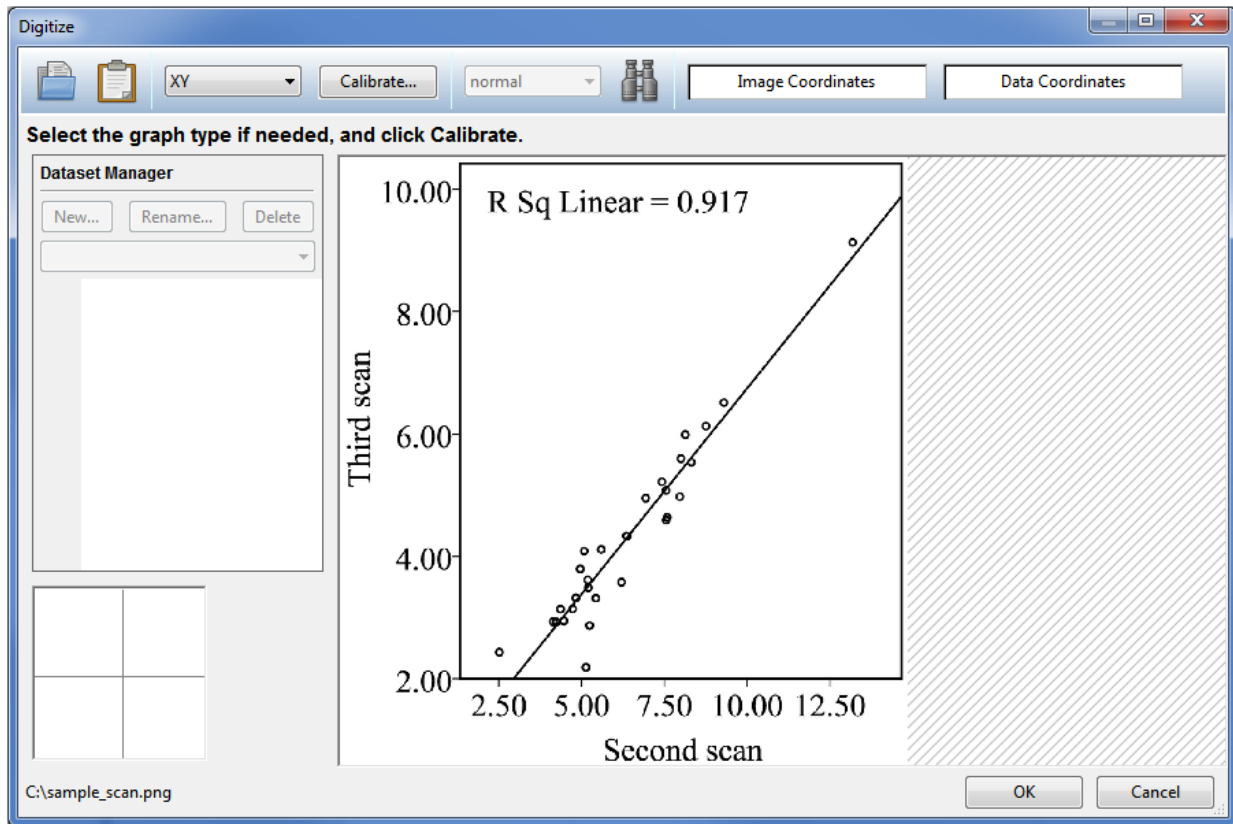 Digitize
XY Calibrate... normal Image Coordinates Data Coordinates
Select the graph type if needed, and click Calibrate.
Dataset Manager
New... Rename... Delete
R Sq Linear = 0.917
10.00
8.00
6.00
4.00
2.00
Third scan
2.50 5.00 7.50 10.00 12.50
Second scan
C:\sample_scan.png OK Cancel